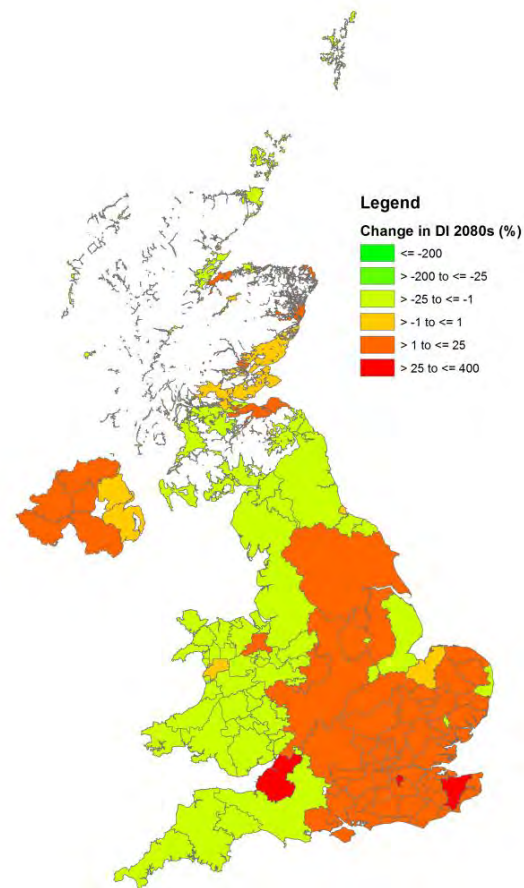 Legend
Change in DI 2080s (%)
<= -200
> -200 to <= -25
> -25 to <= -1
> -1 to <= 1
> 1 to <= 25
> 25 to <= 400